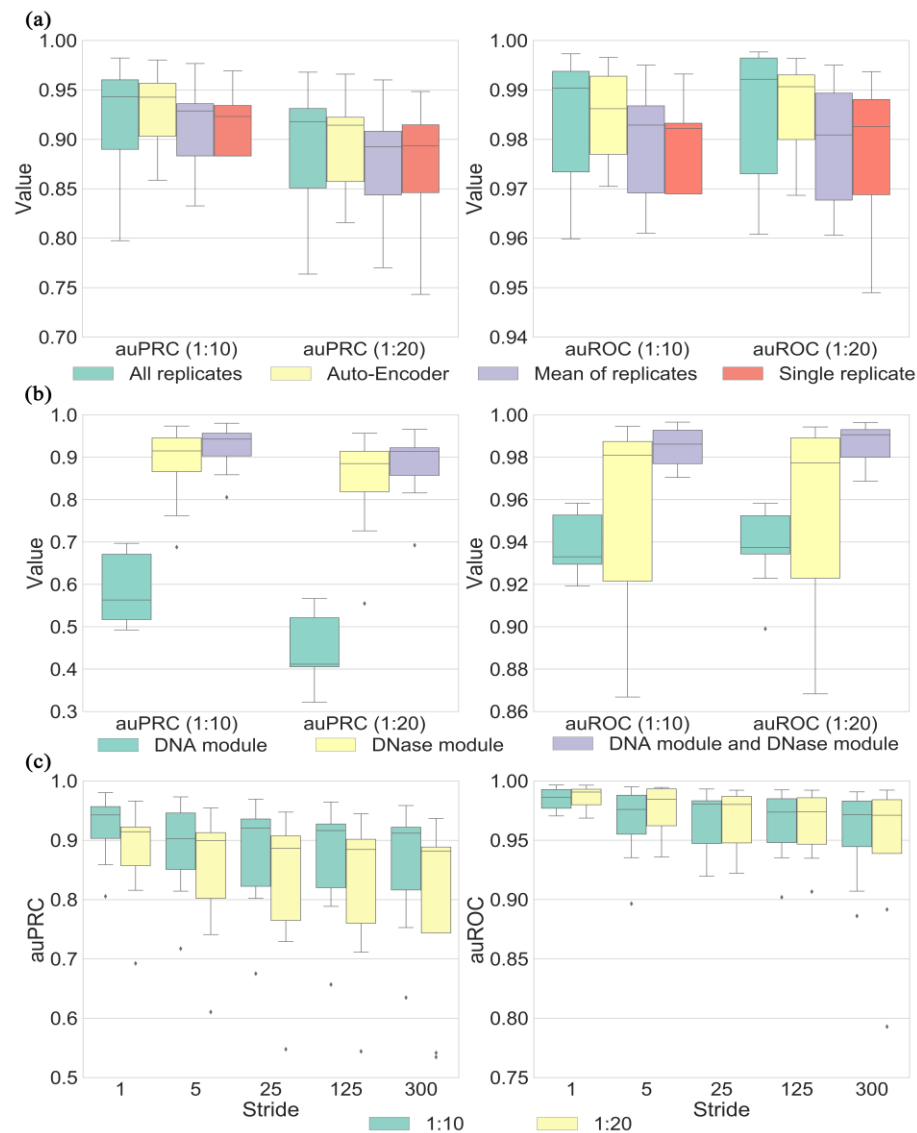 (a)
1.00
0.95
0.90
0.85
0.80
0.75
0.70
Value
auPRC (1:10)
auPRC (1:20)
1.00
0.99
0.98
0.97
0.96
0.95
0.94
Value
auROC (1:10)
auROC (1:20)
All replicates
Auto-Encoder
Mean of replicates
Single replicate
(b)
1.0
0.9
0.8
0.7
0.6
0.5
0.4
0.3
Value
auPRC (1:10)
auPRC (1:20)
1.00
0.98
0.96
0.94
0.92
0.90
0.88
0.86
Value
auROC (1:10)
auROC (1:20)
DNA module
DNase module
DNA module and DNase module
(c)
1.0
0.9
0.8
0.7
0.6
0.5
auPRC
1 5 25 125 300
Stride
1.00
0.95
0.90
0.85
0.80
0.75
auROC
1 5 25 125 300
Stride
1:10
1:20